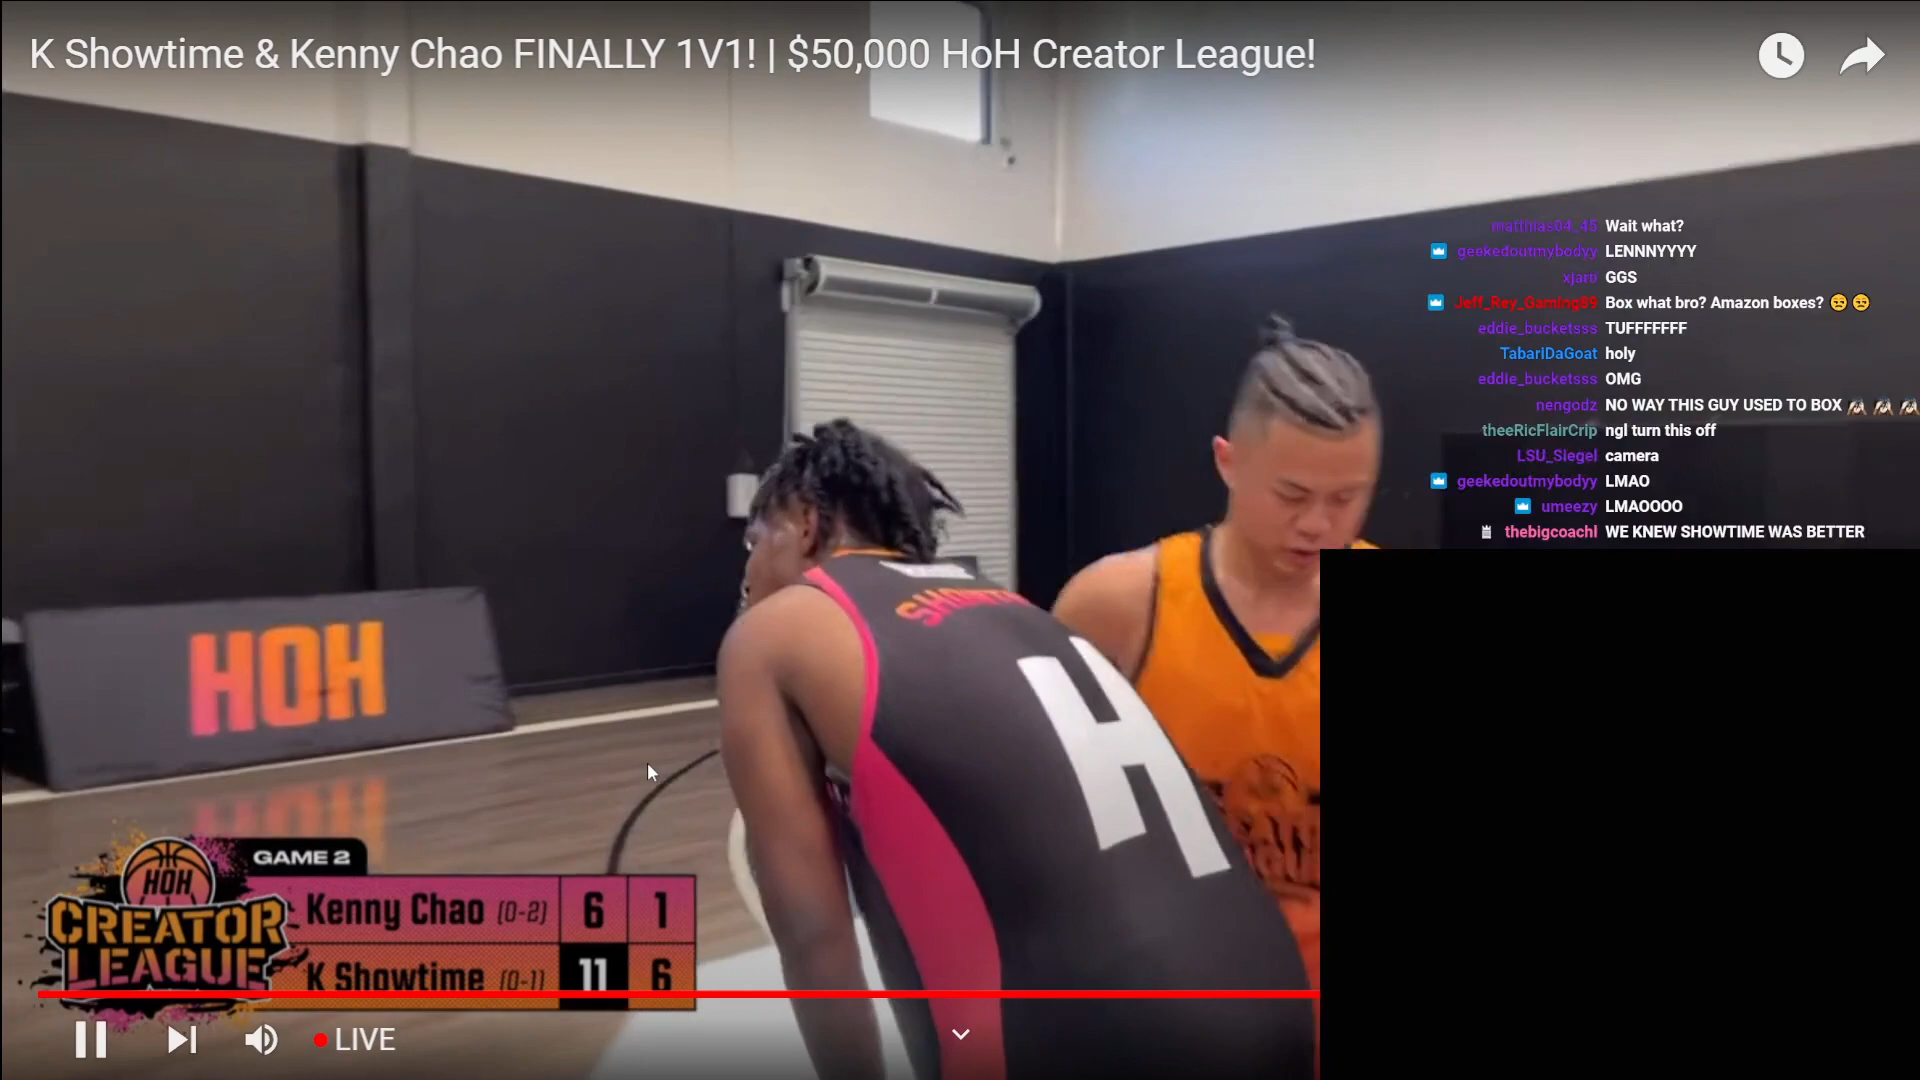 K Showtime & Kenny Chao FINALLY 1V1! | $50,000 HoH Creator League!
matthias04_45 Wait what?
geekedoutmybodyy LENNNYYYY
GGS
Jeff_Rey_Gaming89 Box what bro? Amazon boxes? 😒 😒
eddie_bucketsss TUFFFFFFF
TabariDaGoat holy
eddie_bucketsss OMG
nengodz NO WAY THIS GUY USED TO BOX
theeRicFlairCrip ngl turn this off
LSU_Siegel camera
geekedoutmybodyy LMAO
umeezy LMAOOOO
thebigcoachl WE KNEW SHOWTIME WAS BETTER
H
HOH
GAME 2
HOH
CREATOR LEAGUE
Kenny Chao (0-2) 6 1
K Showtime (0-1) 11 6
LIVE